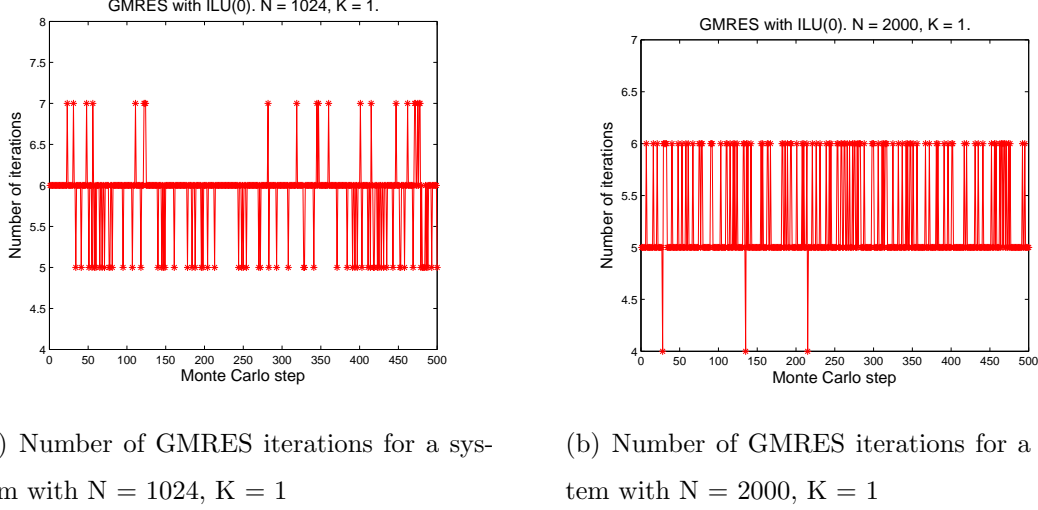 GMRES with ILU(0). N = 1024, K = 1.
8
7.5
7
6.5
6
5.5
5
4.5
4
Number of iterations
0 50 100 150 200 250 300 350 400 450 500
Monte Carlo step
GMRES with ILU(0). N = 2000, K = 1.
7
6.5
6
5.5
5
4.5
4
Number of iterations
0 50 100 150 200 250 300 350 400 450 500
Monte Carlo step
) Number of GMRES iterations for a sys-
m with N = 1024, K = 1
(b) Number of GMRES iterations for a
tem with N = 2000, K = 1